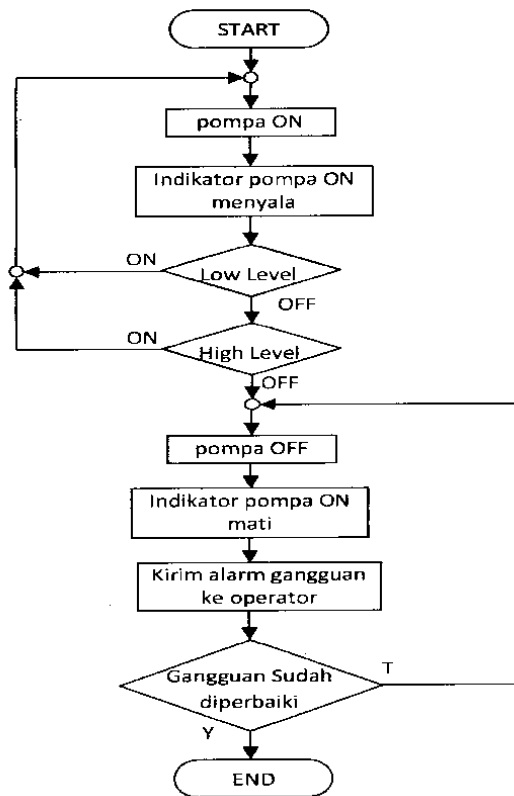 START
pompa ON
Indikator pompa ON
menyala
ON
Low Level
OFF
ON
High Level
OFF
pompa OFF
Indikator pompa ON
mati
Kirim alarm gangguan
ke operator
Gangguan Sudah
diperbaiki
T
Y
END